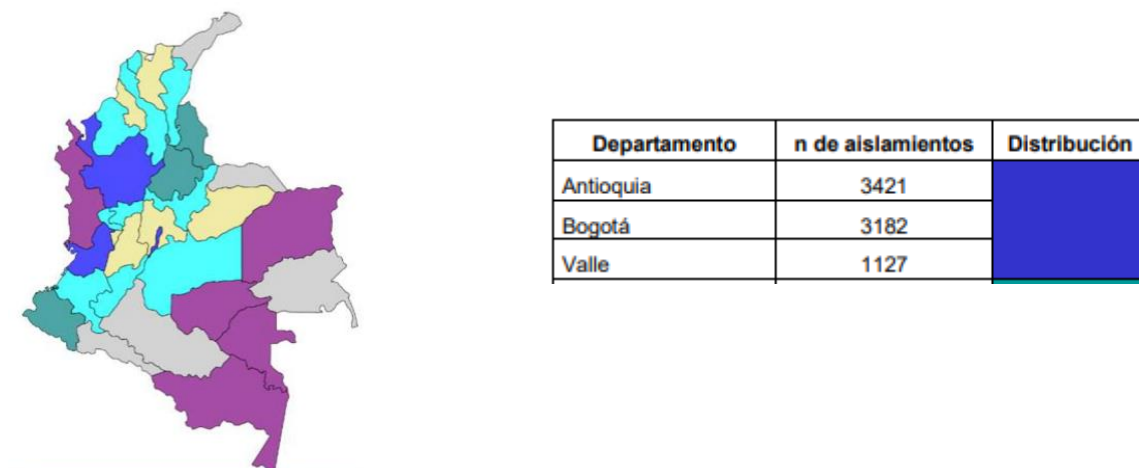 Departamento n de aislamientos Distribución
Antioquia 3421
Bogotá 3182
Valle 1127